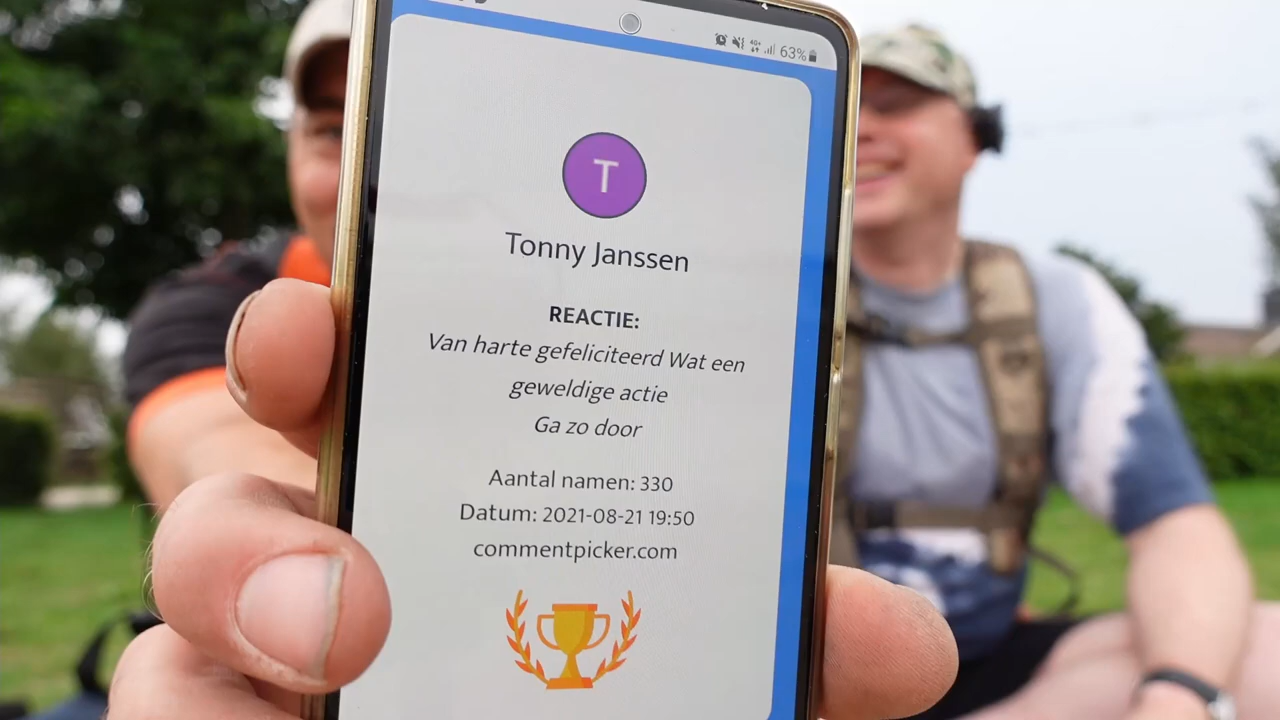 63%
T
Tonny Janssen
REACTIE:
Van harte gefeliciteerd Wat een
geweldige actie
Ga zo door
Aantal namen: 330
Datum: 2021-08-21 19:50
commentpicker.com